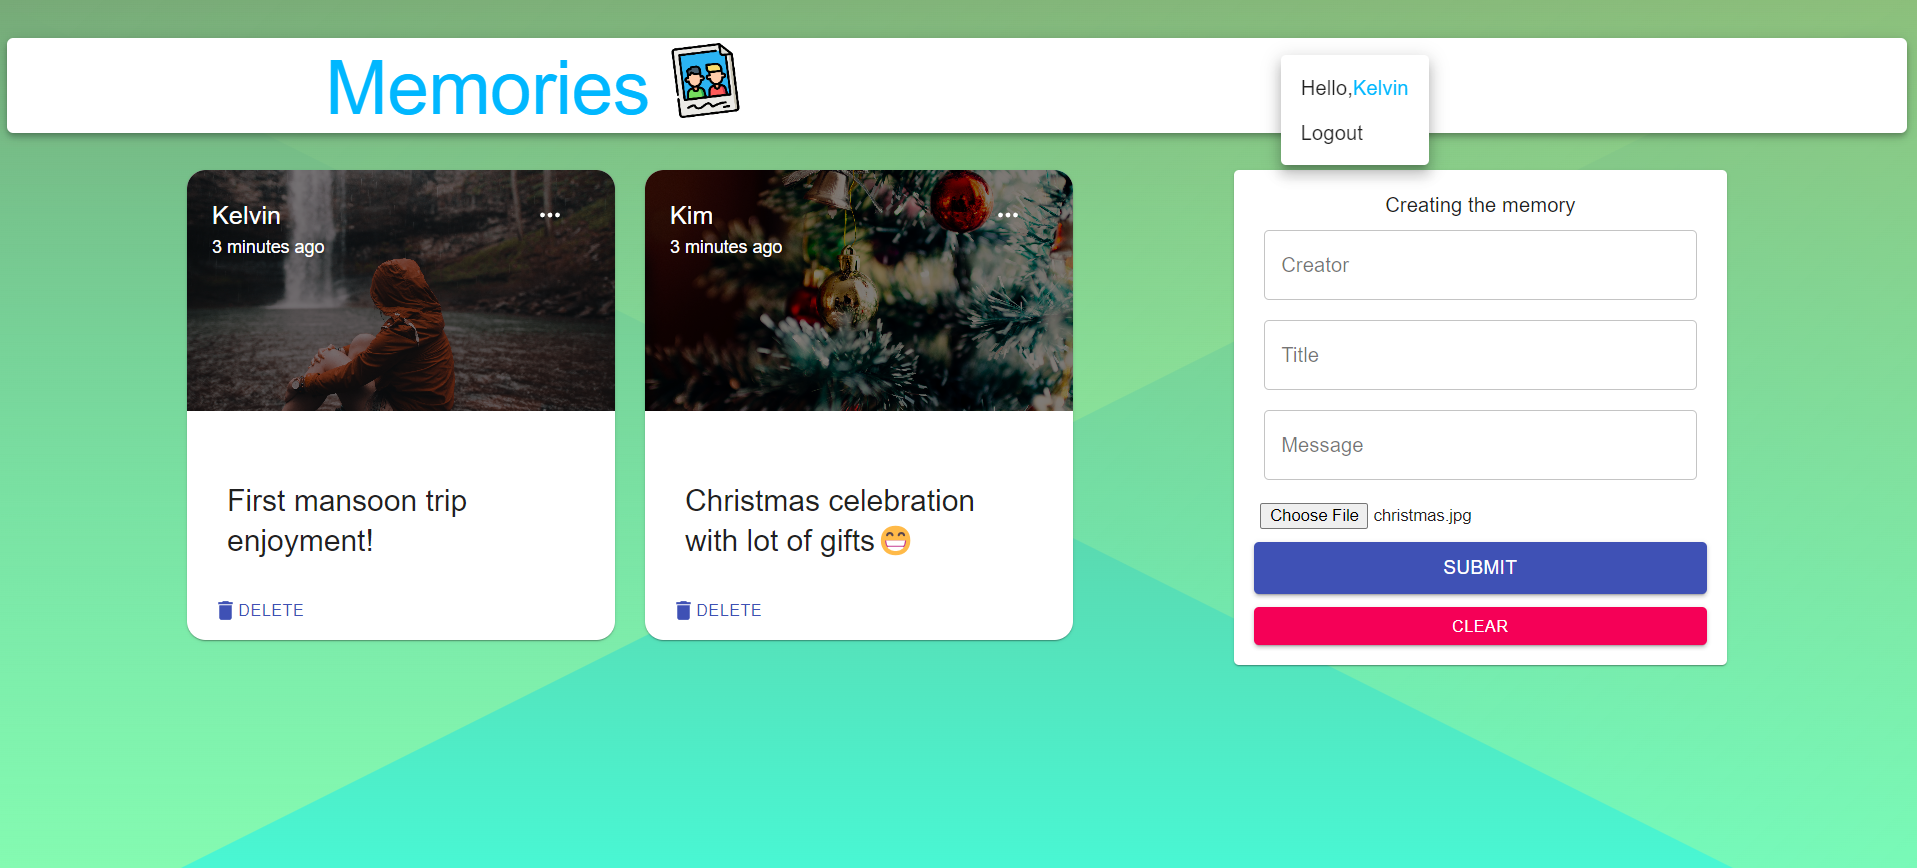 Memories
Hello,Kelvin
Logout
Kelvin
3 minutes ago
First mansoon trip
enjoyment!
DELETE
Kim
3 minutes ago
Christmas celebration
with lot of gifts😁
DELETE
Creating the memory
Creator
Title
Message
Choose File christmas.jpg
SUBMIT
CLEAR